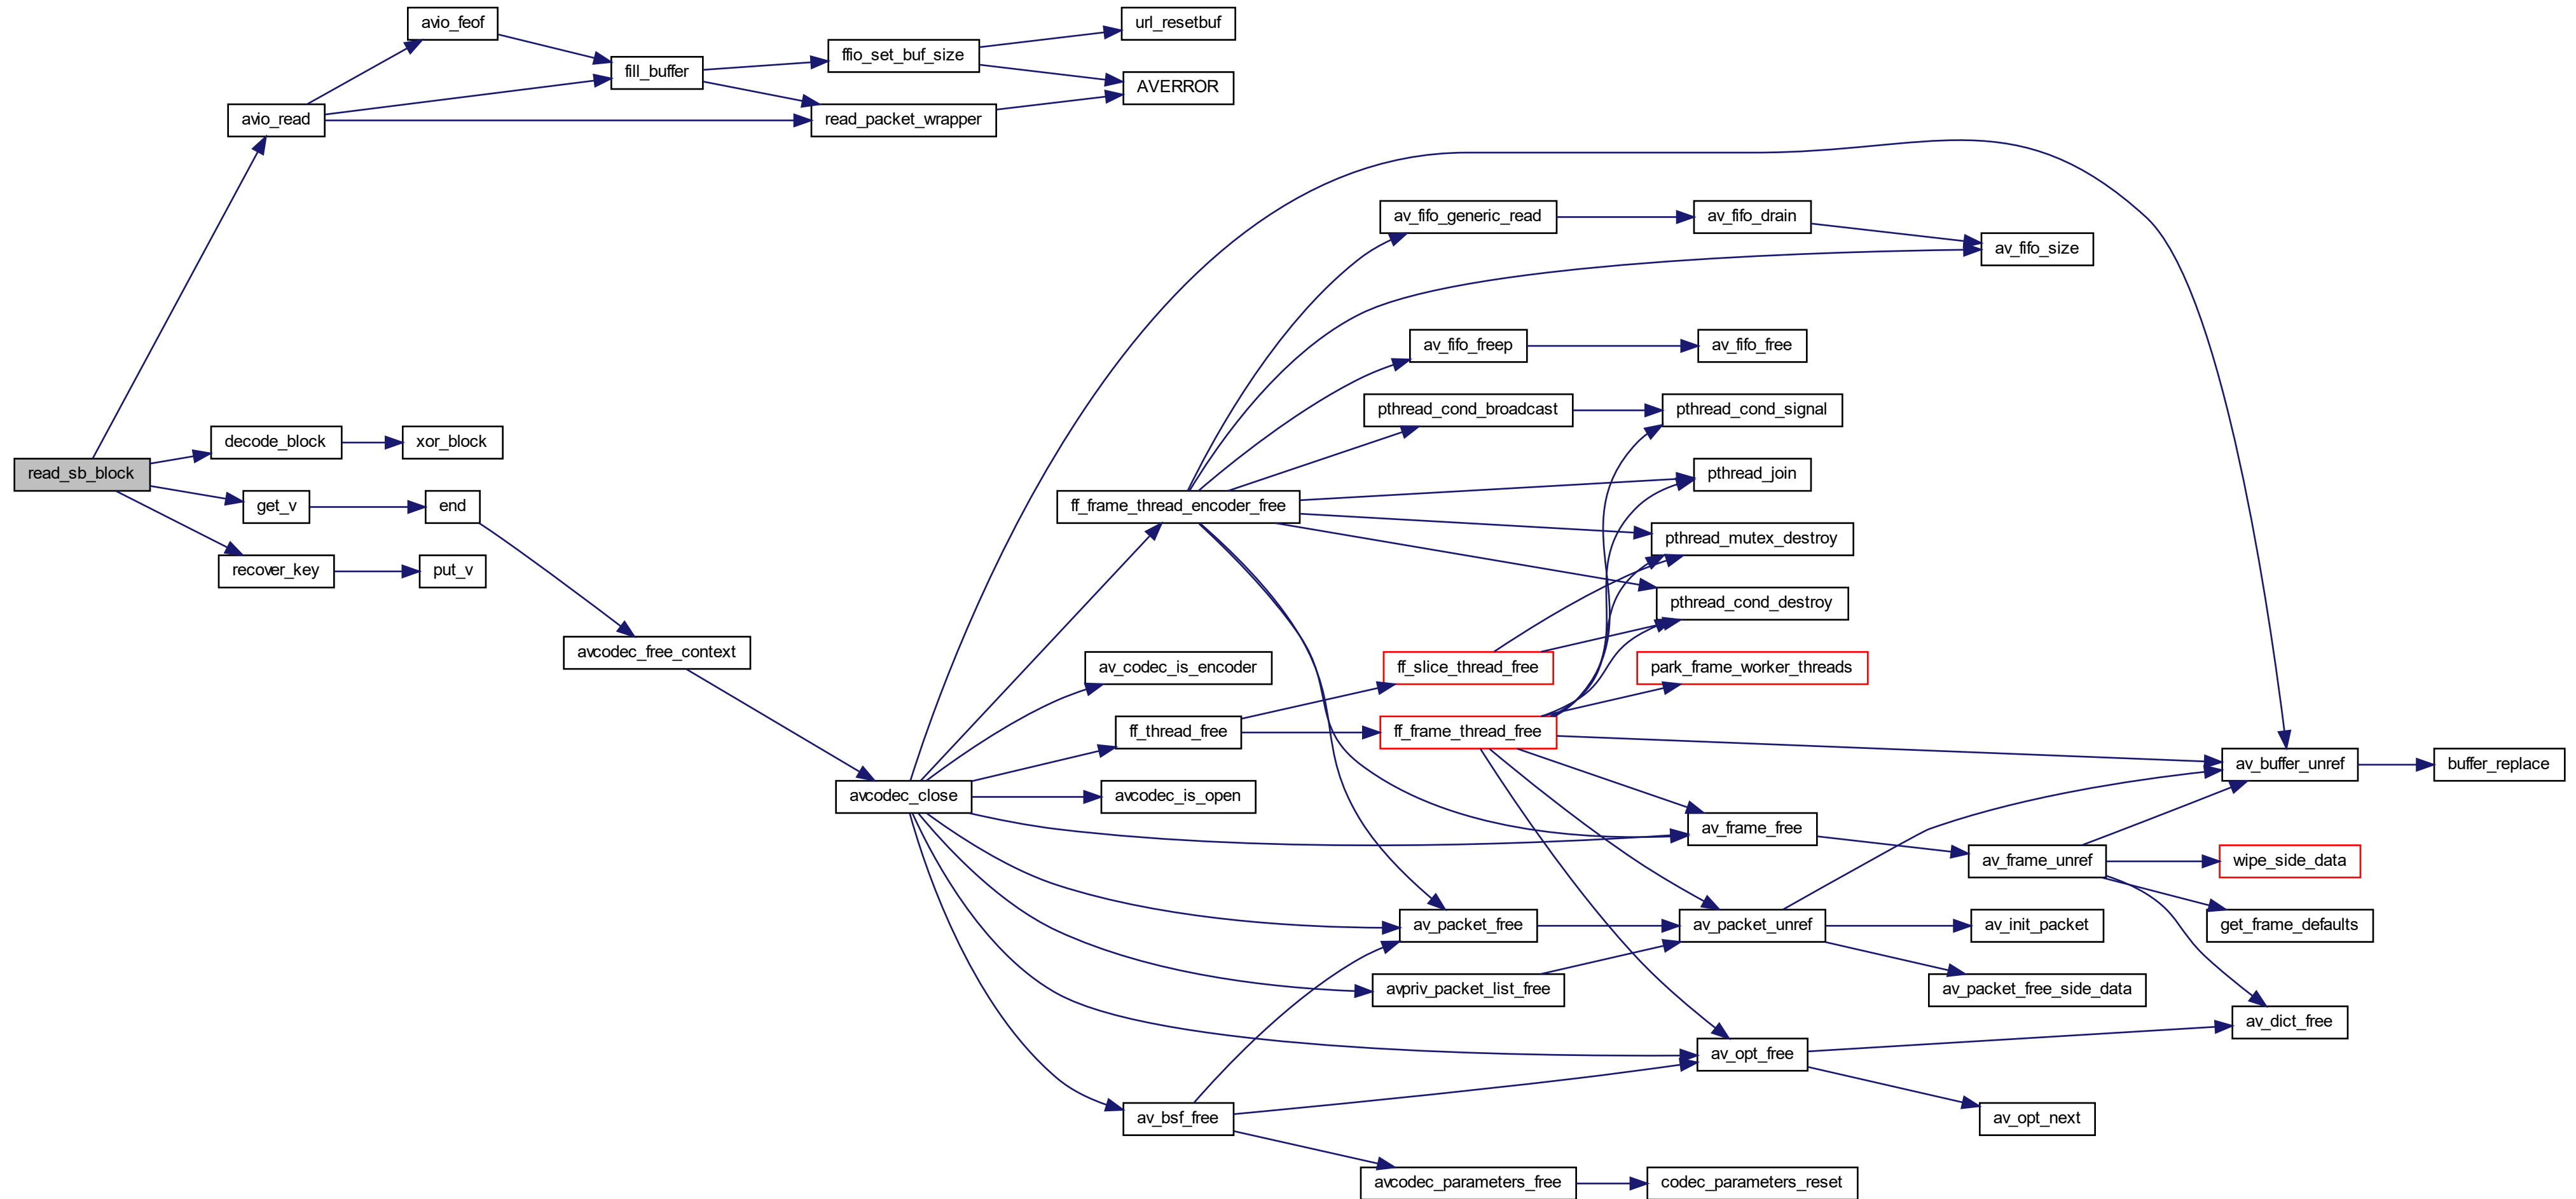 avio_feof
url_resetbuf
ffio_set_buf_size
fill_buffer
AVERROR
avio_read
read_packet_wrapper
av_fifo_generic_read
av_fifo_drain
av_fifo_size
av_fifo_freep
av_fifo_free
pthread_cond_broadcast
pthread_cond_signal
decode_block
xor_block
read_sb_block
pthread_join
get_v
end
ff_frame_thread_encoder_free
pthread_mutex_destroy
recover_key
put_v
pthread_cond_destroy
avcodec_free_context
av_codec_is_encoder
ff_slice_thread_free
park_frame_worker_threads
ff_thread_free
ff_frame_thread_free
av_buffer_unref
buffer_replace
avcodec_close
avcodec_is_open
av_frame_free
av_frame_unref
wipe_side_data
av_packet_free
av_packet_unref
av_init_packet
get_frame_defaults
avpriv_packet_list_free
av_packet_free_side_data
av_dict_free
av_opt_free
av_bsf_free
av_opt_next
avcodec_parameters_free
codec_parameters_reset